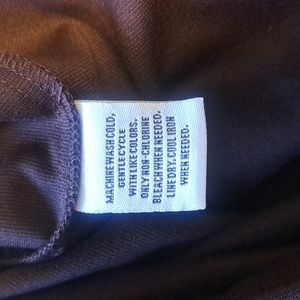 MACHINE WASH COLD,
GENTLE CYCLE
WITH LIKE COLORS.
ONLY NON-CHLORINE
BLEACH WHEN NEEDED.
LINE DRY. COOL IRON
WHEN NEEDED.